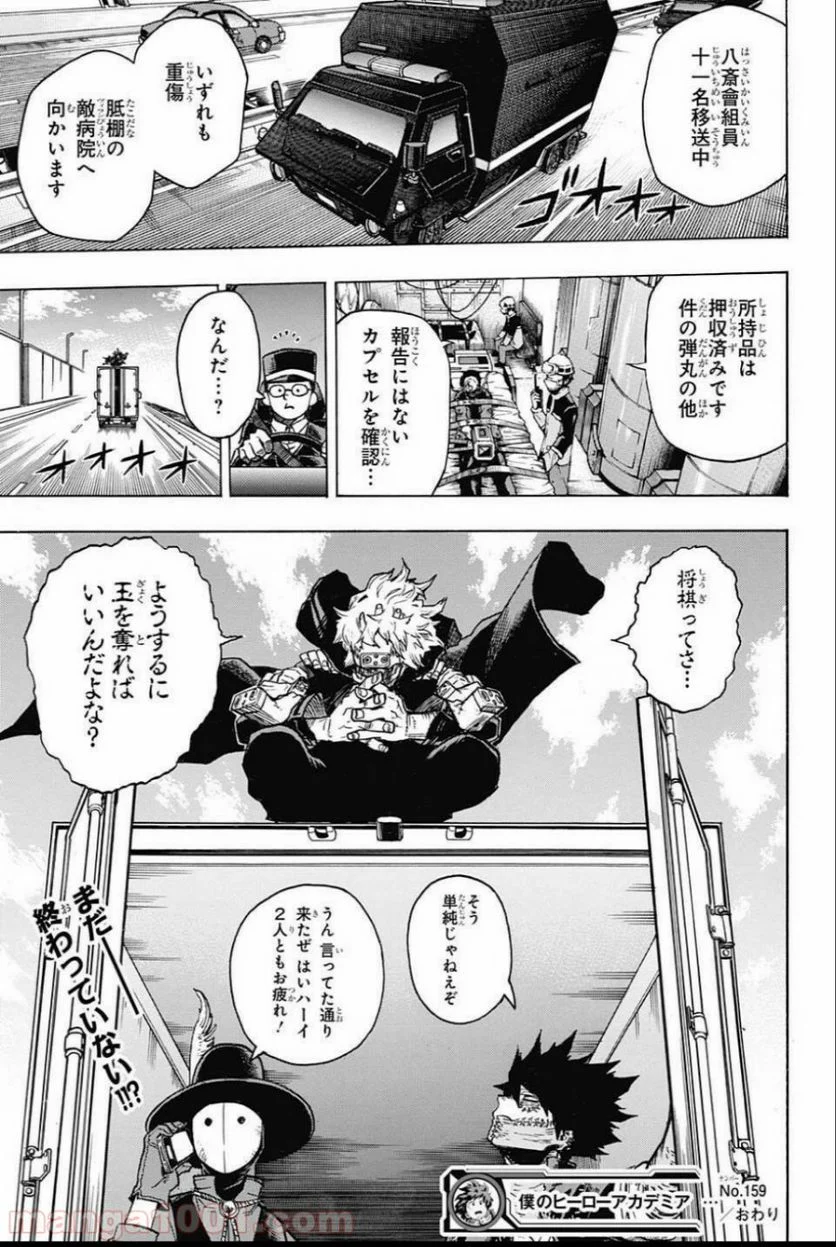 八斎會組員
十一名移送中
いずれも
重傷
胝棚の
敵病院へ
向かいます
ゴオオオ
所持品は
押収済みです
件の弾丸の他
報告にはない
カプセルを確認…
なんだ…?
オオオオ
将棋ってさ…
ようするに
玉を奪れば
いいんだよな?
そう
単純じゃねえぞ
うん 言ってた通り
来たぜ はいハーイ
2人ともお疲れ!
まだ
終わっていない!!?
僕のヒーローアカデミア …
No.159
/おわり
manga1001.com